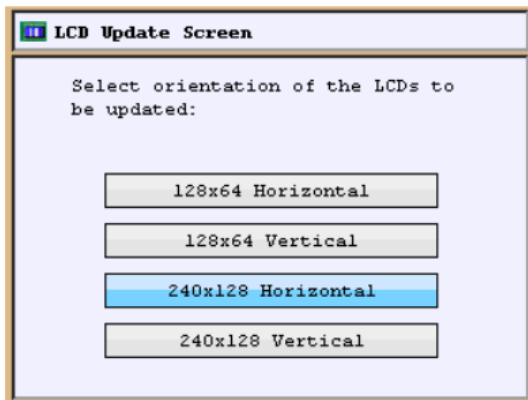 LCD Update Screen
Select orientation of the LCDs to
be updated:
128x64 Horizontal
128x64 Vertical
240x128 Horizontal
240x128 Vertical